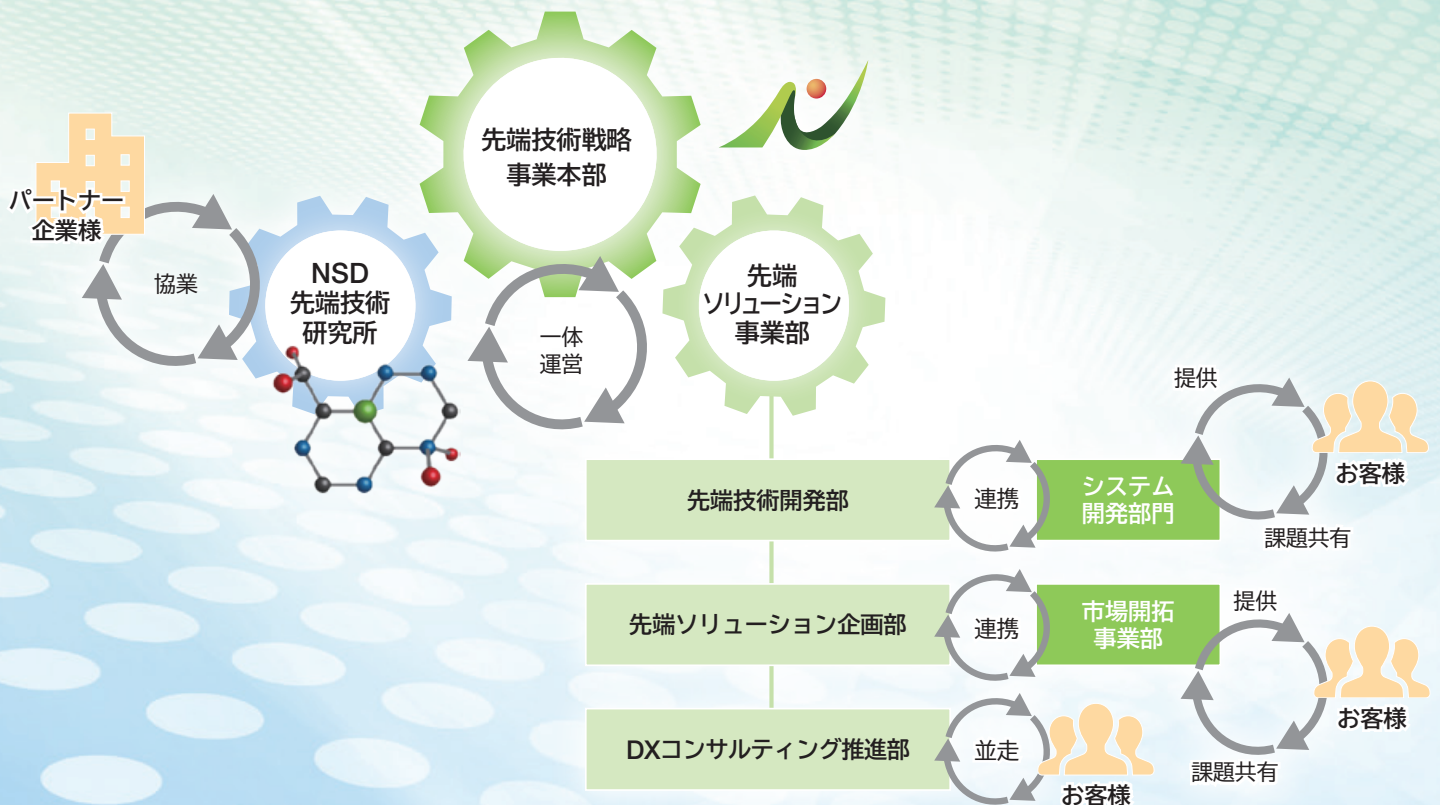 先端技術戦略
事業本部
パートナー
企業様
協業
NSD
先端技術
研究所
一体
運営
先端
ソリューション
事業部
先端技術開発部
連携
システム
開発部門
提供
お客様
課題共有
先端ソリューション企画部
連携
市場開拓
事業部
提供
お客様
課題共有
DXコンサルティング推進部
並走
お客様